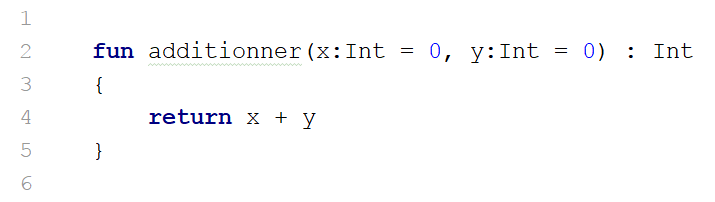 1
2 fun additionner(x:Int = 0, y:Int = 0) : Int
3 {
4 return x + y
5 }
6